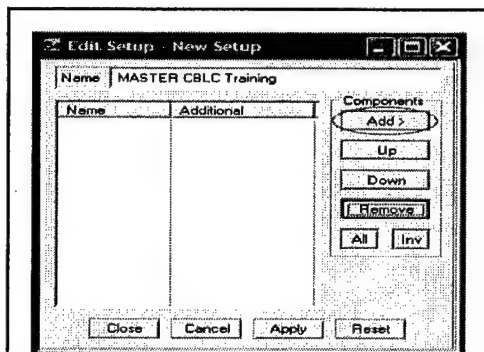 Edit Setup - New Setup
Name MASTER CBLC Training
Name Additional
Components
Add >
Up
Down
Remove
All Inv
Close Cancel Apply Reset